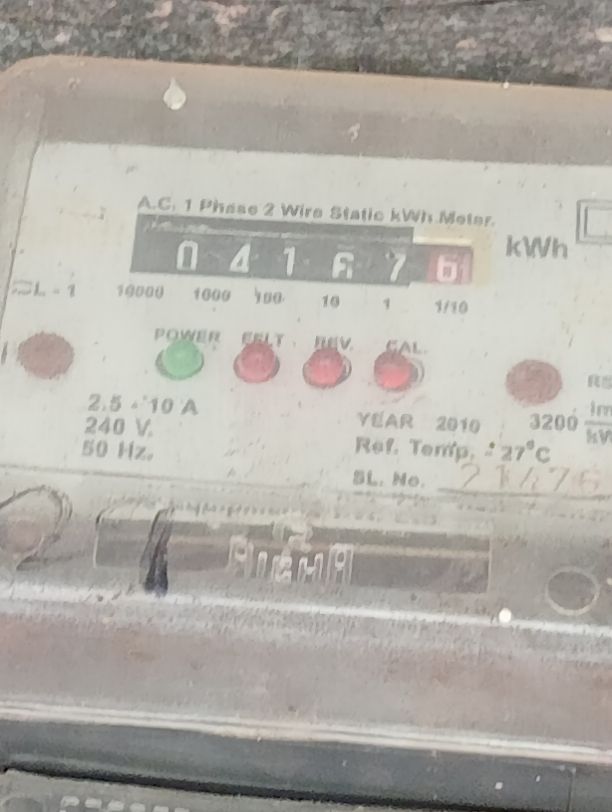 A.C. 1 Phase 2 Wire Static kWh Meter.
0 4 1 6 7 6 kWh
10000 1000 100 10 1 1/10
POWER EELT REV. CAL.
2.5 - 10 A
240 V.
50 Hz.
YEAR 2010 3200
Ref. Temp. : 27°C
SL. No.